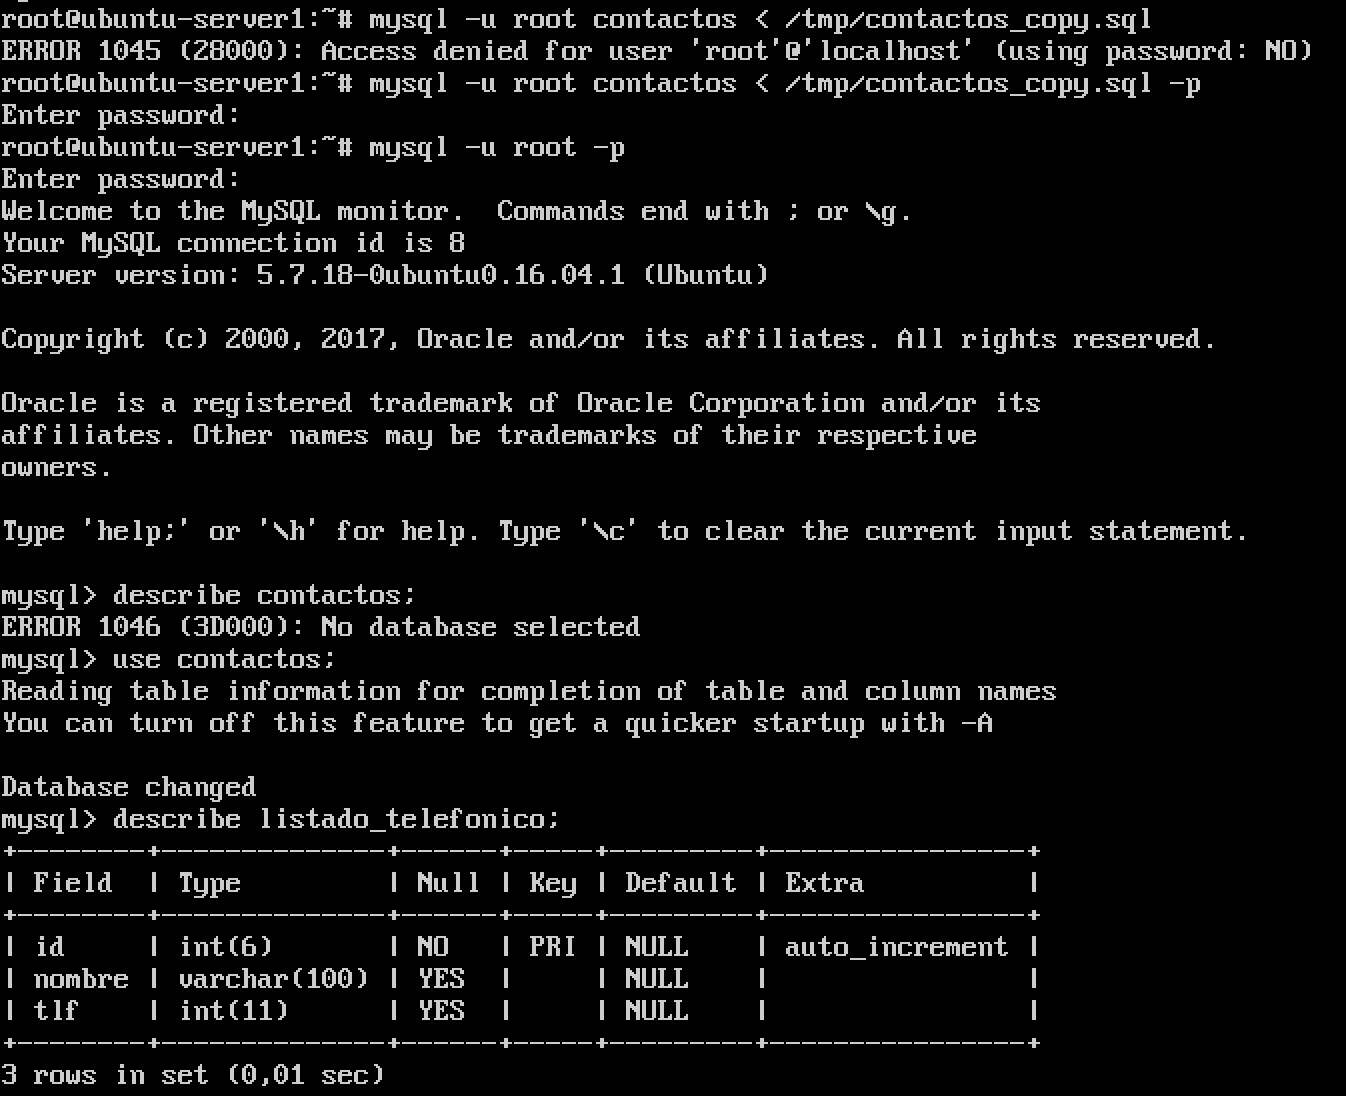 root@ubuntu-server1:~# mysql -u root contactos < /tmp/contactos_copy.sql
ERROR 1045 (28000): Access denied for user 'root'@'localhost' (using password: NO)
root@ubuntu-server1:~# mysql -u root contactos < /tmp/contactos_copy.sql -p
Enter password:
root@ubuntu-server1:~# mysql -u root -p
Enter password:
Welcome to the MySQL monitor.  Commands end with ; or \g.
Your MySQL connection id is 8
Server version: 5.7.18-0ubuntu0.16.04.1 (Ubuntu)

Copyright (c) 2000, 2017, Oracle and/or its affiliates. All rights reserved.

Oracle is a registered trademark of Oracle Corporation and/or its
affiliates. Other names may be trademarks of their respective
owners.

Type 'help;' or '\h' for help. Type '\c' to clear the current input statement.

mysql> describe contactos;
ERROR 1046 (3D000): No database selected
mysql> use contactos;
Reading table information for completion of table and column names
You can turn off this feature to get a quicker startup with -A

Database changed
mysql> describe listado_telefonico;
+--------+--------------+------+-----+---------+----------------+
| Field  | Type         | Null | Key | Default | Extra          |
+--------+--------------+------+-----+---------+----------------+
| id     | int(6)       | NO   | PRI | NULL    | auto_increment |
| nombre | varchar(100) | YES  |     | NULL    |                |
| tlf    | int(11)      | YES  |     | NULL    |                |
+--------+--------------+------+-----+---------+----------------+
3 rows in set (0,01 sec)